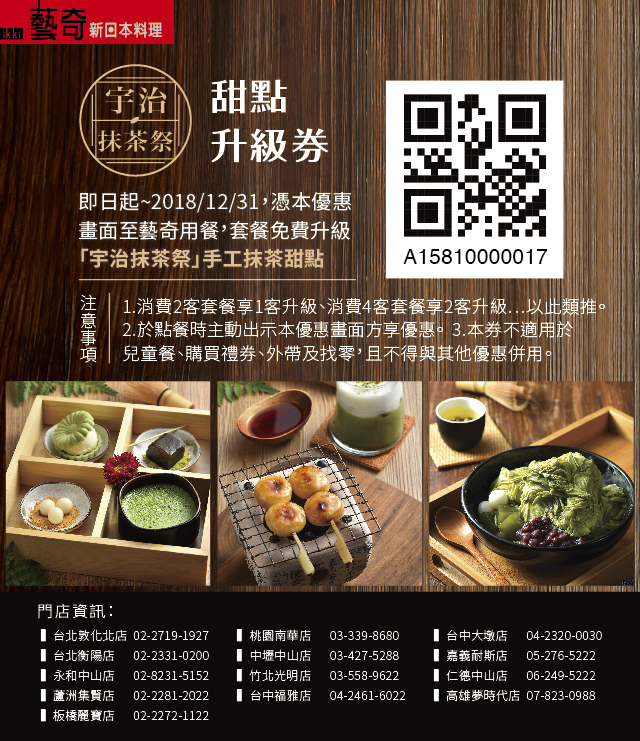 ikki 藝奇 新日本料理
宇治
抹茶祭
甜點
升級券
即日起~2018/12/31，憑本優惠
畫面至藝奇用餐，套餐免費升級
「宇治抹茶祭」手工抹茶甜點
A15810000017
注意事項
1.消費2客套餐享1客升級、消費4客套餐享2客升級…以此類推。
2.於點餐時主動出示本優惠畫面方享優惠。 3.本券不適用於
兒童餐、購買禮券、外帶及找零，且不得與其他優惠併用。
門店資訊：
台北敦化北店 02-2719-1927
台北衡陽店 02-2331-0200
永和中山店 02-8231-5152
蘆洲集賢店 02-2281-2022
板橋麗寶店 02-2272-1122
桃園南華店 03-339-8680
中壢中山店 03-427-5288
竹北光明店 03-558-9622
台中福雅店 04-2461-6022
台中大墩店 04-2320-0030
嘉義耐斯店 05-276-5222
仁德中山店 06-249-5222
高雄夢時代店 07-823-0988